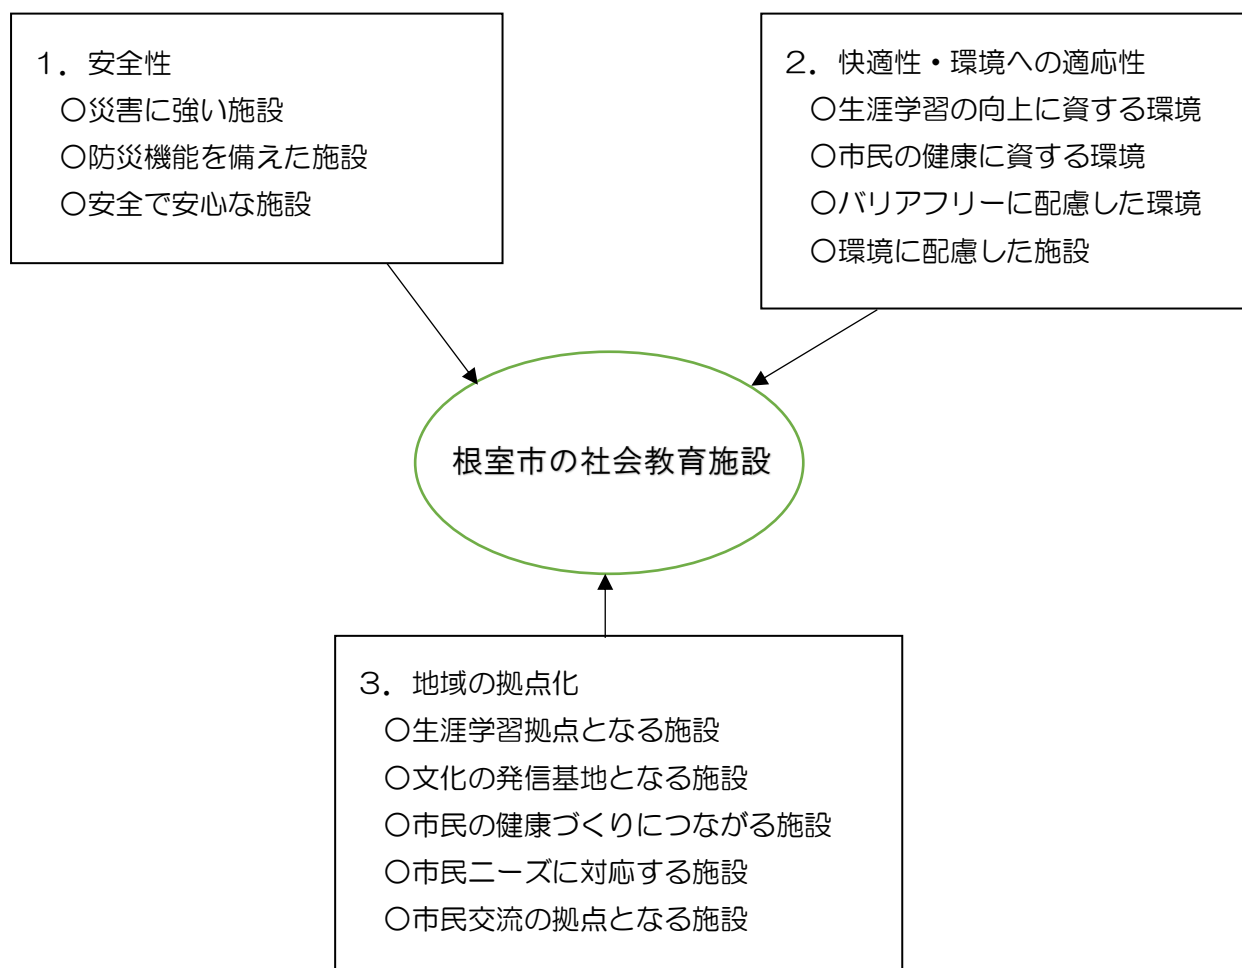 １．安全性
〇災害に強い施設
〇防災機能を備えた施設
〇安全で安心な施設
２．快適性・環境への適応性
〇生涯学習の向上に資する環境
〇市民の健康に資する環境
〇バリアフリーに配慮した環境
〇環境に配慮した施設
根室市の社会教育施設
３．地域の拠点化
〇生涯学習拠点となる施設
〇文化の発信基地となる施設
〇市民の健康づくりにつながる施設
〇市民ニーズに対応する施設
〇市民交流の拠点となる施設